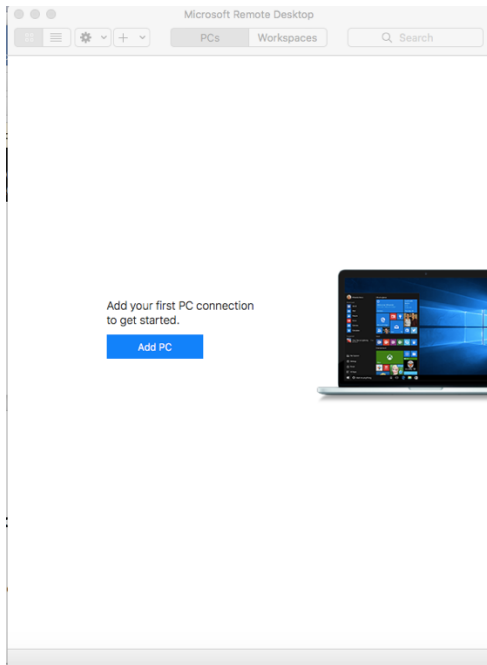 Microsoft Remote Desktop
PCs
Workspaces
Search
Add your first PC connection
to get started.
Add PC